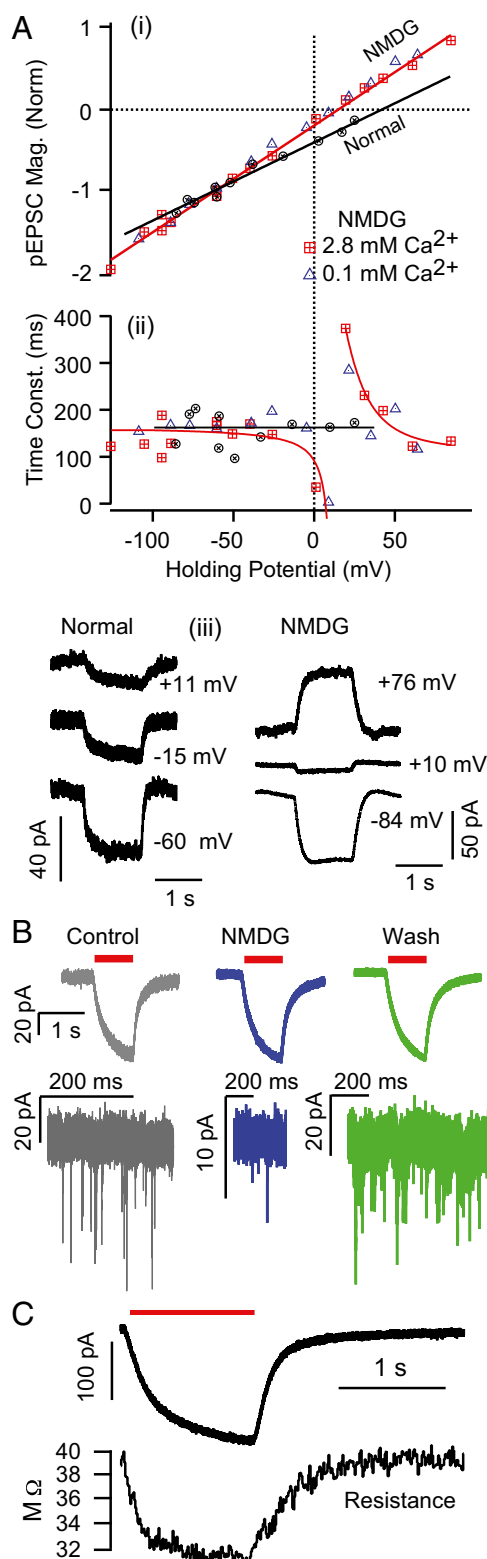 A
(i)
1
0
-1
-2
pEPSC Mag. (Norm)
NMDG
Normal
NMDG
2.8 mM Ca2+
0.1 mM Ca2+
(ii)
400
300
200
100
0
Time Const. (ms)
-100 -50 0 50
Holding Potential (mV)
Normal (iii) NMDG
+11 mV
-15 mV
-60 mV
40 pA
1 s
+76 mV
+10 mV
-84 mV
50 pA
1 s
B
Control NMDG Wash
20 pA
1 s
200 ms
20 pA
200 ms
10 pA
200 ms
20 pA
C
100 pA
1 s
40
38
36
34
32
M Ω
Resistance